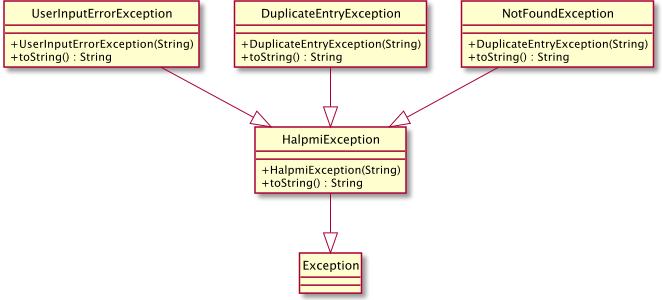 UserInputErrorException
+UserInputErrorException(String)
+toString() : String
DuplicateEntryException
+DuplicateEntryException(String)
+toString() : String
NotFoundException
+DuplicateEntryException(String)
+toString() : String
HalpmiException
+HalpmiException(String)
+toString() : String
Exception